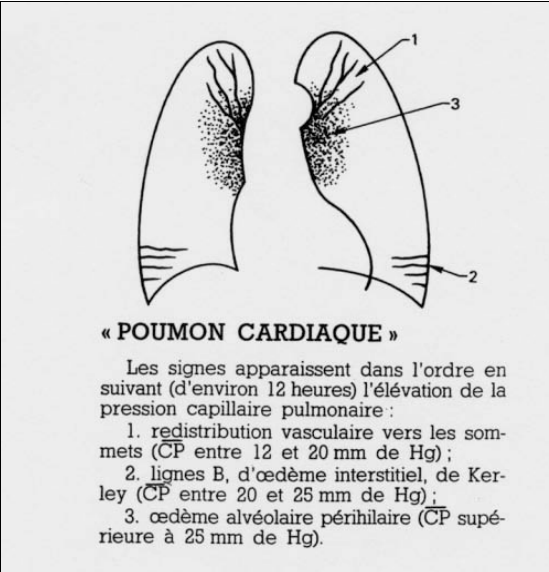 1
3
2
« POUMON CARDIAQUE »
Les signes apparaissent dans l'ordre en
suivant (d'environ 12 heures) l'élévation de la
pression capillaire pulmonaire :
1. redistribution vasculaire vers les som-
mets (C̅P̅ entre 12 et 20 mm de Hg) ;
2. lignes B, d'œdème interstitiel, de Ker-
ley (C̅P̅ entre 20 et 25 mm de Hg) ;
3. œdème alvéolaire périhilaire (C̅P̅ supé-
rieure à 25 mm de Hg).